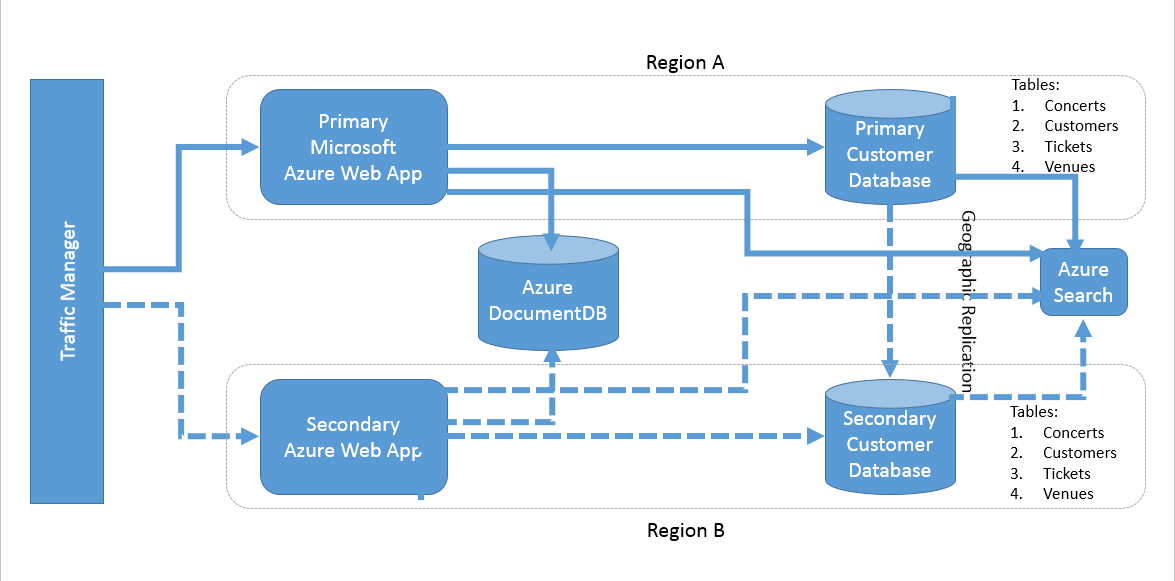 Region A
Traffic Manager
Primary
Microsoft
Azure Web App
Primary
Customer
Database
Tables:
1. Concerts
2. Customers
3. Tickets
4. Venues
Geographic Replication
Azure
DocumentDB
Azure
Search
Secondary
Azure Web App
Secondary
Customer
Database
Tables:
1. Concerts
2. Customers
3. Tickets
4. Venues
Region B